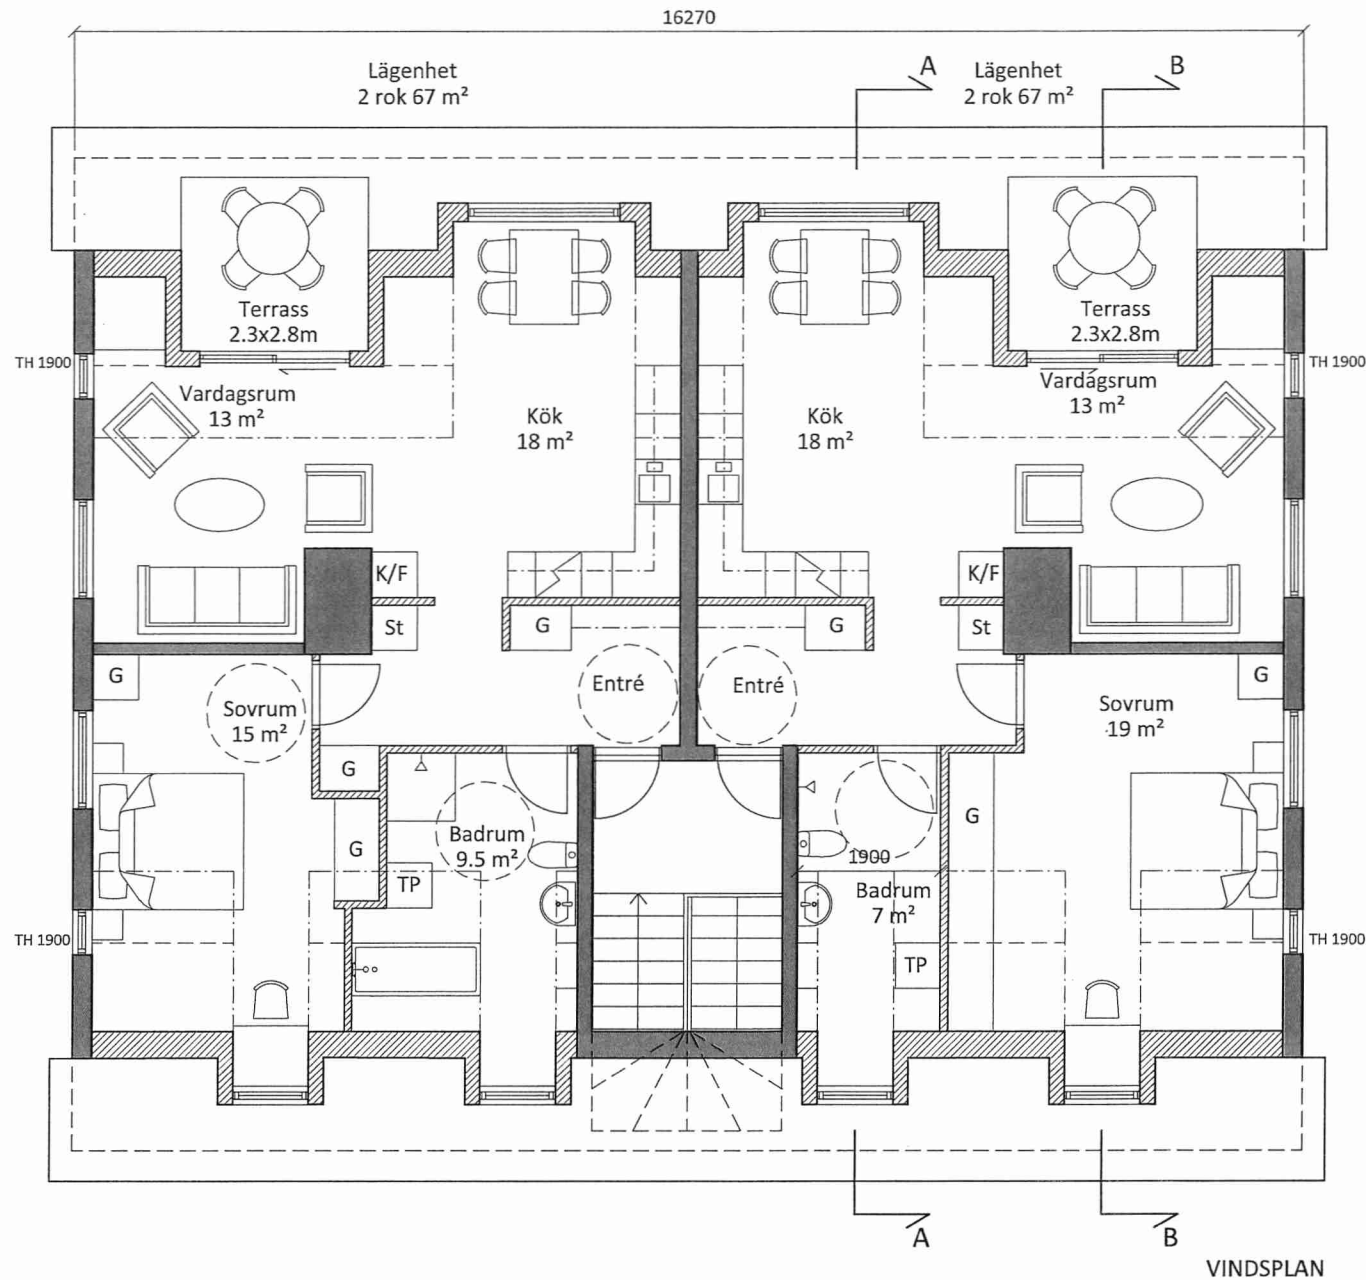 16270
Lägenhet
2 rok 67 m²
A
Lägenhet
2 rok 67 m²
B
Terrass
2.3x2.8m
Terrass
2.3x2.8m
TH 1900
TH 1900
Vardagsrum
13 m²
Vardagsrum
13 m²
Kök
18 m²
Kök
18 m²
K/F
K/F
St
G
G
St
G
Entré
Entré
G
Sovrum
15 m²
Sovrum
19 m²
G
G
G
Badrum
9.5 m²
1900
TP
Badrum
7 m²
TH 1900
TH 1900
TP
A
B
VINDSPLAN